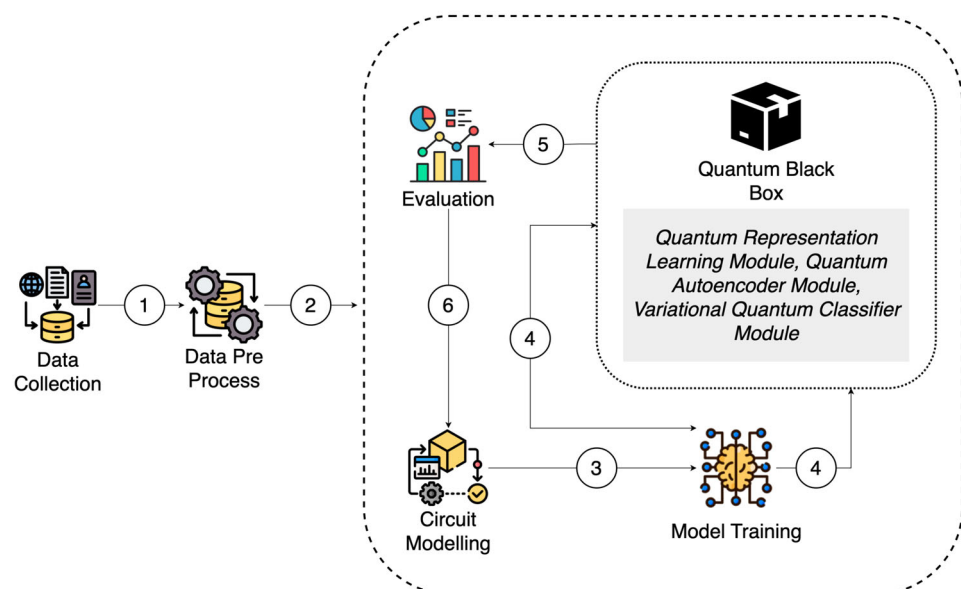 Data
Collection
1
Data Pre
Process
2
Evaluation
5
Quantum Black
Box
Quantum Representation
Learning Module, Quantum
Autoencoder Module,
Variational Quantum Classifier
Module
6
4
Circuit
Modelling
3
Model Training
4